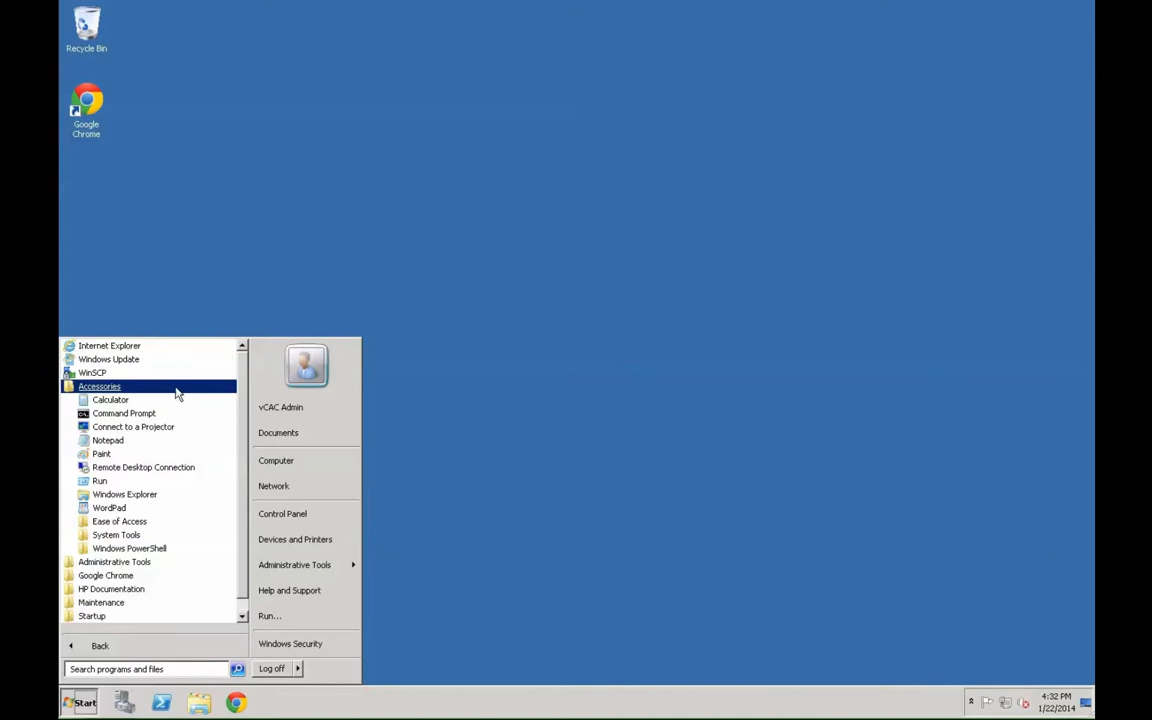 Recycle Bin
Google
Chrome
Internet Explorer
Windows Update
WinSCP
Accessories
Calculator
Command Prompt
Connect to a Projector
Notepad
Paint
Remote Desktop Connection
Run
Windows Explorer
WordPad
Ease of Access
System Tools
Windows PowerShell
Administrative Tools
Google Chrome
HP Documentation
Maintenance
Startup
Back
Search programs and files
vCAC Admin
Documents
Computer
Network
Control Panel
Devices and Printers
Administrative Tools
Help and Support
Run...
Windows Security
Log off
Start
4:32 PM
1/22/2014